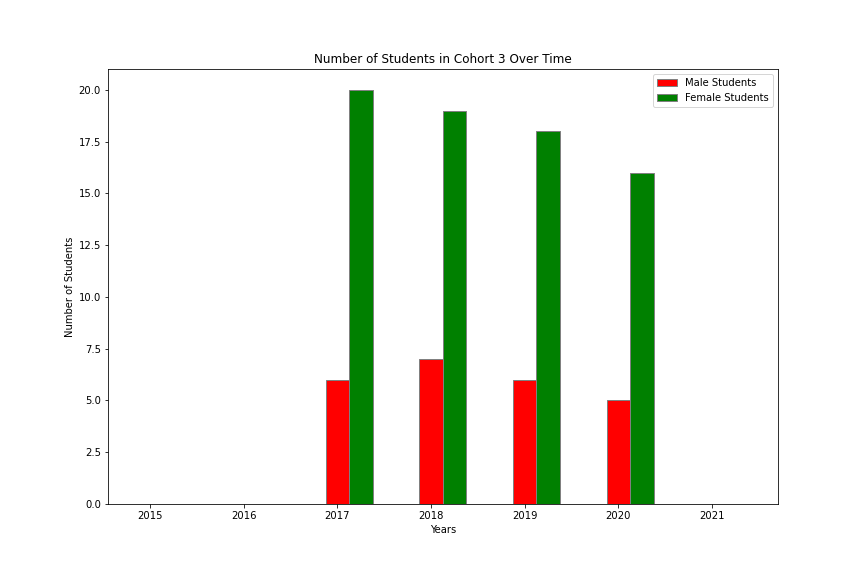 Number of Students in Cohort 3 Over Time
Male Students
Female Students
20.0
17.5
15.0
12.5
10.0
7.5
5.0
2.5
0.0
Number of Students
2015 2016 2017 2018 2019 2020 2021
Years